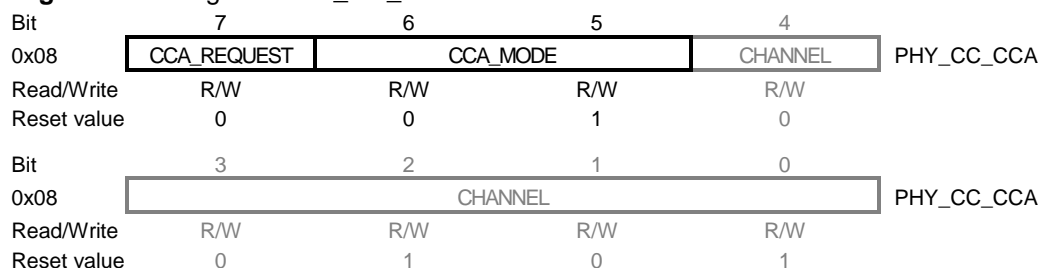 Bit 7 6 5 4
0x08 CCA_REQUEST CCA_MODE CHANNEL PHY_CC_CCA
Read/Write R/W R/W R/W R/W
Reset value 0 0 1 0
Bit 3 2 1 0
0x08 CHANNEL PHY_CC_CCA
Read/Write R/W R/W R/W R/W
Reset value 0 1 0 1